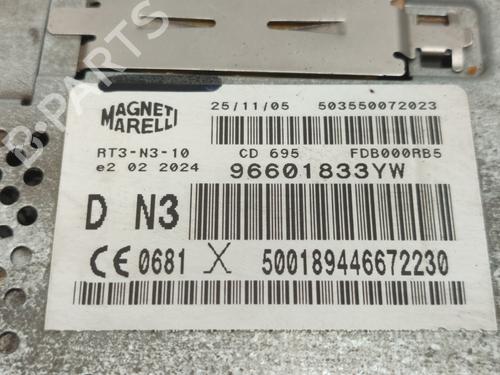 B-PARTS
MAGNETI MARELLI
25/11/05 503550072023
RT3-N3-10 CD 695 FDB000RB5
e2 02 2024 96601833YW
D N3
CE 0681 X 500189446672230